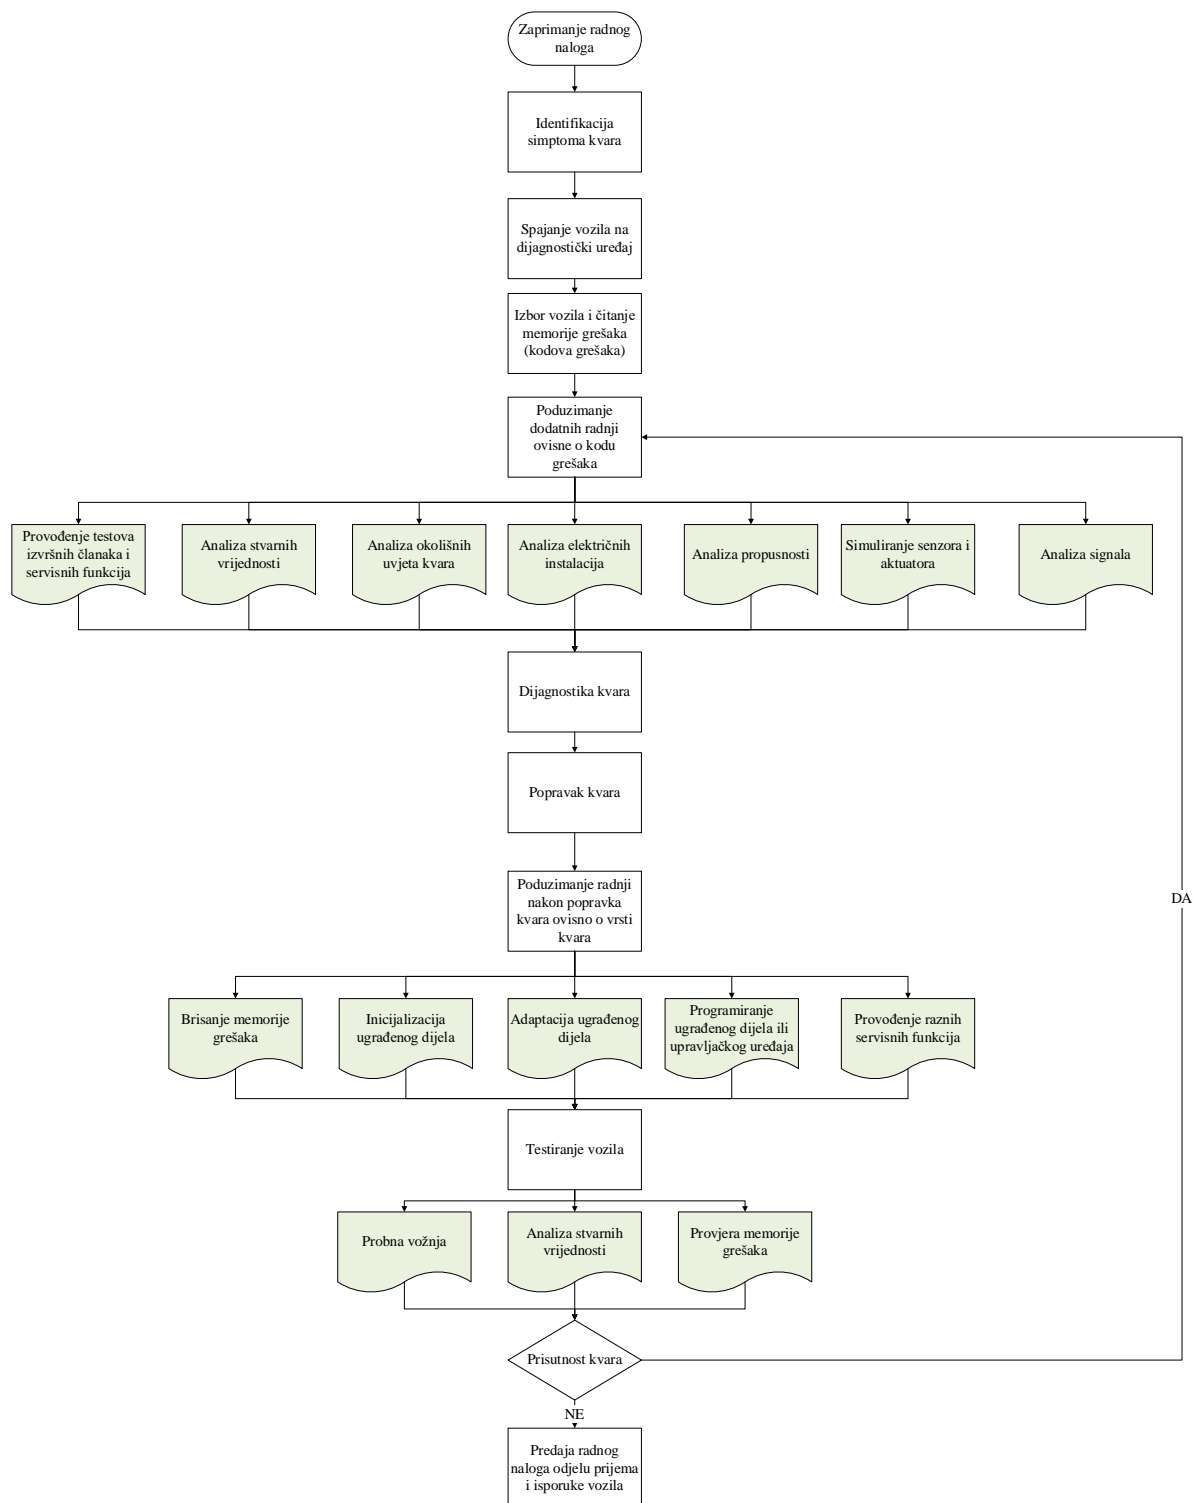 Zaprimanje radnog
naloga
Identifikacija
simptoma kvara
Spajanje vozila na
dijagnostički uređaj
Izbor vozila i čitanje
memorije grešaka
(kodova grešaka)
Poduzimanje
dodatnih radnji
ovisne o kodu
grešaka
Provođenje testova
izvršnih članaka i
servisnih funkcija
Analiza stvarnih
vrijednosti
Analiza okolišnih
uvjeta kvara
Analiza električnih
instalacija
Analiza propusnosti
Simuliranje senzora i
aktuatora
Analiza signala
Dijagnostika kvara
Popravak kvara
Poduzimanje radnji
nakon popravka
kvara ovisno o vrsti
kvara
DA
Brisanje memorije
grešaka
Inicijalizacija
ugrađenog dijela
Adaptacija ugrađenog
dijela
Programiranje
ugrađenog dijela ili
upravljačkog uređaja
Provođenje raznih
servisnih funkcija
Testiranje vozila
Probna vožnja
Analiza stvarnih
vrijednosti
Provjera memorije
grešaka
Prisutnost kvara
NE
Predaja radnog
naloga odjelu prijema
i isporuke vozila